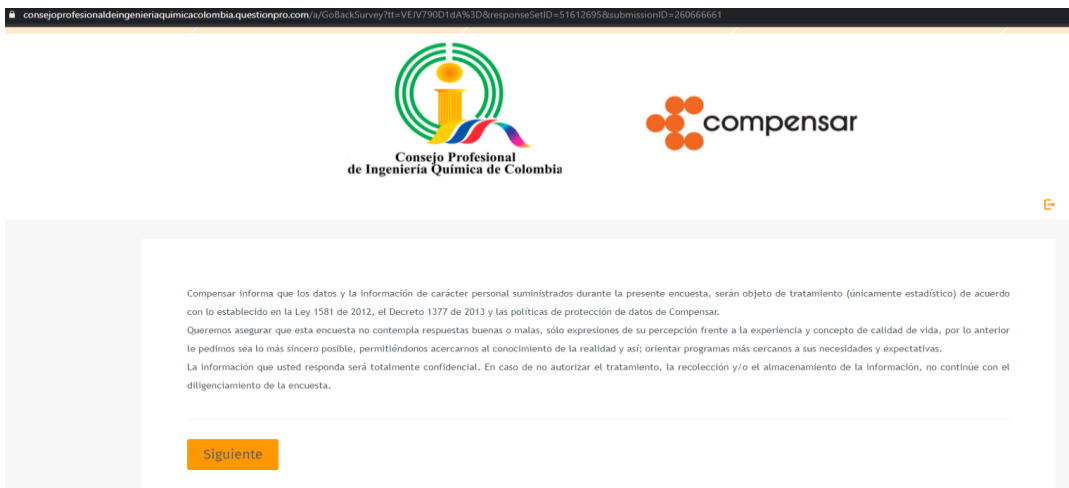 consejoprofesionaldeingenieriaquimicacolombia.questionpro.com/a/GoBackSurvey?tt=VEJV790D1dA%3D&responseSetID=51612695&submissionID=260666661
Consejo Profesional
de Ingeniería Química de Colombia
compensar
Compensar informa que los datos y la información de carácter personal suministrados durante la presente encuesta, serán objeto de tratamiento (únicamente estadístico) de acuerdo
con lo establecido en la Ley 1581 de 2012, el Decreto 1377 de 2013 y las políticas de protección de datos de Compensar.
Queremos asegurar que esta encuesta no contempla respuestas buenas o malas, sólo expresiones de su percepción frente a la experiencia y concepto de calidad de vida, por lo anterior
le pedimos sea lo más sincero posible, permitiéndonos acercarnos al conocimiento de la realidad y así; orientar programas más cercanos a sus necesidades y expectativas.
La información que usted responda será totalmente confidencial. En caso de no autorizar el tratamiento, la recolección y/o el almacenamiento de la información, no continúe con el
diligenciamiento de la encuesta.
Siguiente